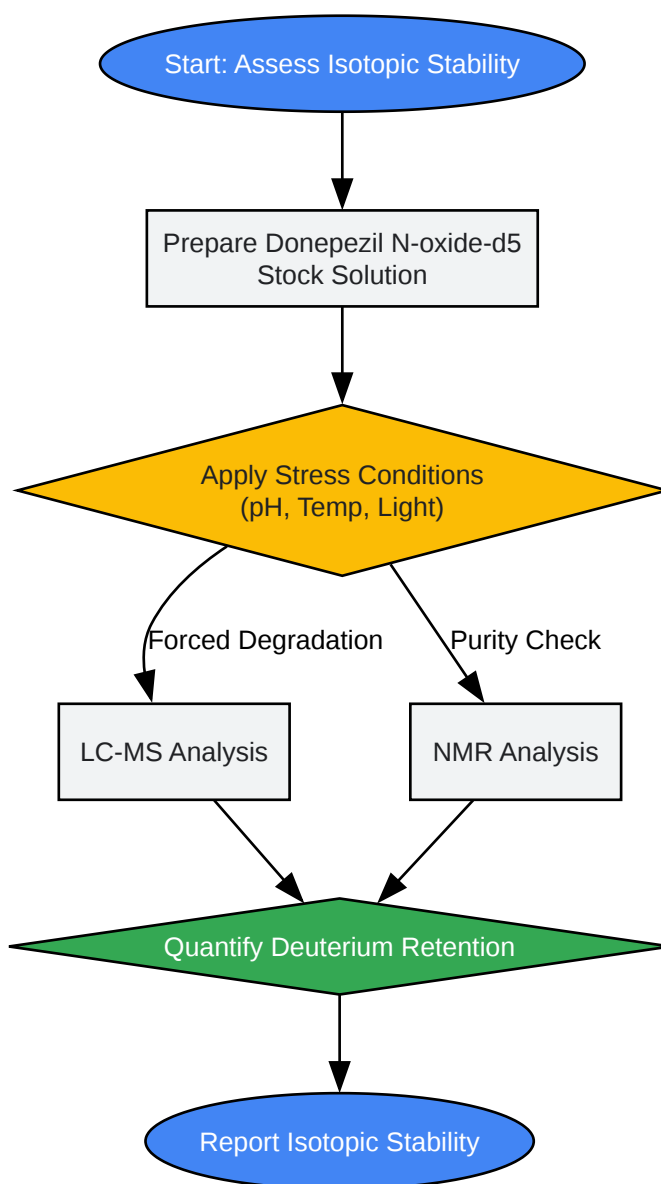 Start: Assess Isotopic Stability
Prepare Donepezil N-oxide-d5
Stock Solution
Apply Stress Conditions
(pH, Temp, Light)
Forced Degradation
Purity Check
LC-MS Analysis
NMR Analysis
Quantify Deuterium Retention
Report Isotopic Stability